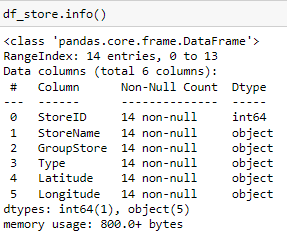 df_store.info()
<class 'pandas.core.frame.DataFrame'>
RangeIndex: 14 entries, 0 to 13
Data columns (total 6 columns):
 #   Column      Non-Null Count  Dtype
---  ------      --------------  -----
 0   StoreID     14 non-null     int64
 1   StoreName   14 non-null     object
 2   GroupStore  14 non-null     object
 3   Type        14 non-null     object
 4   Latitude    14 non-null     object
 5   Longitude   14 non-null     object
dtypes: int64(1), object(5)
memory usage: 800.0+ bytes